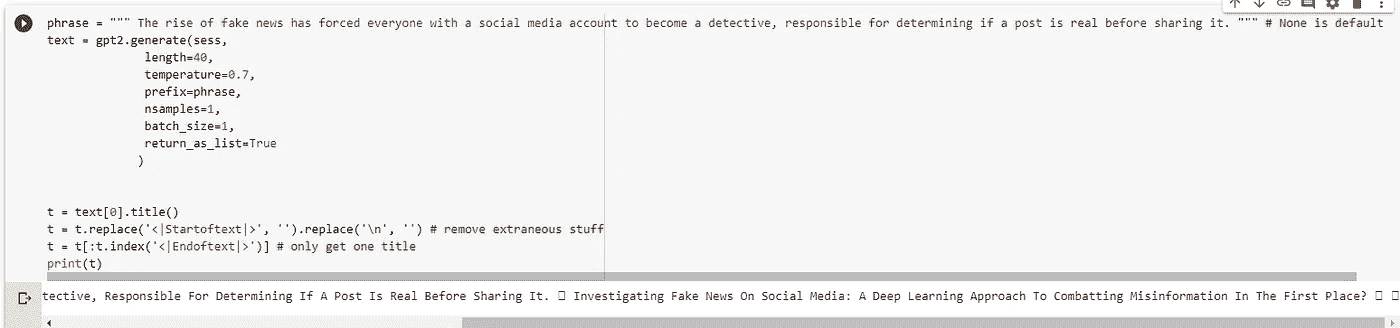 phrase = """ The rise of fake news has forced everyone with a social media account to become a detective, responsible for determining if a post is real before sharing it. """ # None is default
text = gpt2.generate(sess,
length=40,
temperature=0.7,
prefix=phrase,
nsamples=1,
batch_size=1,
return_as_list=True
)
t = text[0].title()
t = t.replace('<|Startoftext|>', '').replace('\n', '') # remove extraneous stuff
t = t[:t.index('<|Endoftext|>')] # only get one title
print(t)
tective, Responsible For Determining If A Post Is Real Before Sharing It. Investigating Fake News On Social Media: A Deep Learning Approach To Combatting Misinformation In The First Place?